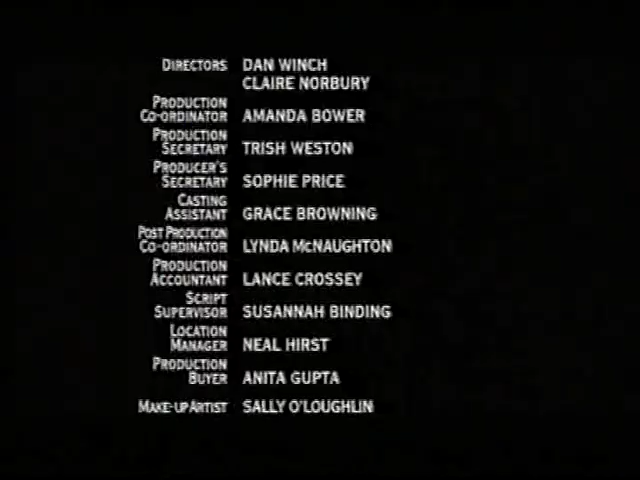 DIRECTORS DAN WINCH
CLAIRE NORBURY
PRODUCTION
CO-ORDINATOR AMANDA BOWER
PRODUCTION
SECRETARY TRISH WESTON
PRODUCER'S
SECRETARY SOPHIE PRICE
CASTING
ASSISTANT GRACE BROWNING
POST PRODUCTION
CO-ORDINATOR LYNDA McNAUGHTON
PRODUCTION
ACCOUNTANT LANCE CROSSEY
SCRIPT
SUPERVISOR SUSANNAH BINDING
LOCATION
MANAGER NEAL HIRST
PRODUCTION
BUYER ANITA GUPTA
MAKE-UP ARTIST SALLY O'LOUGHLIN